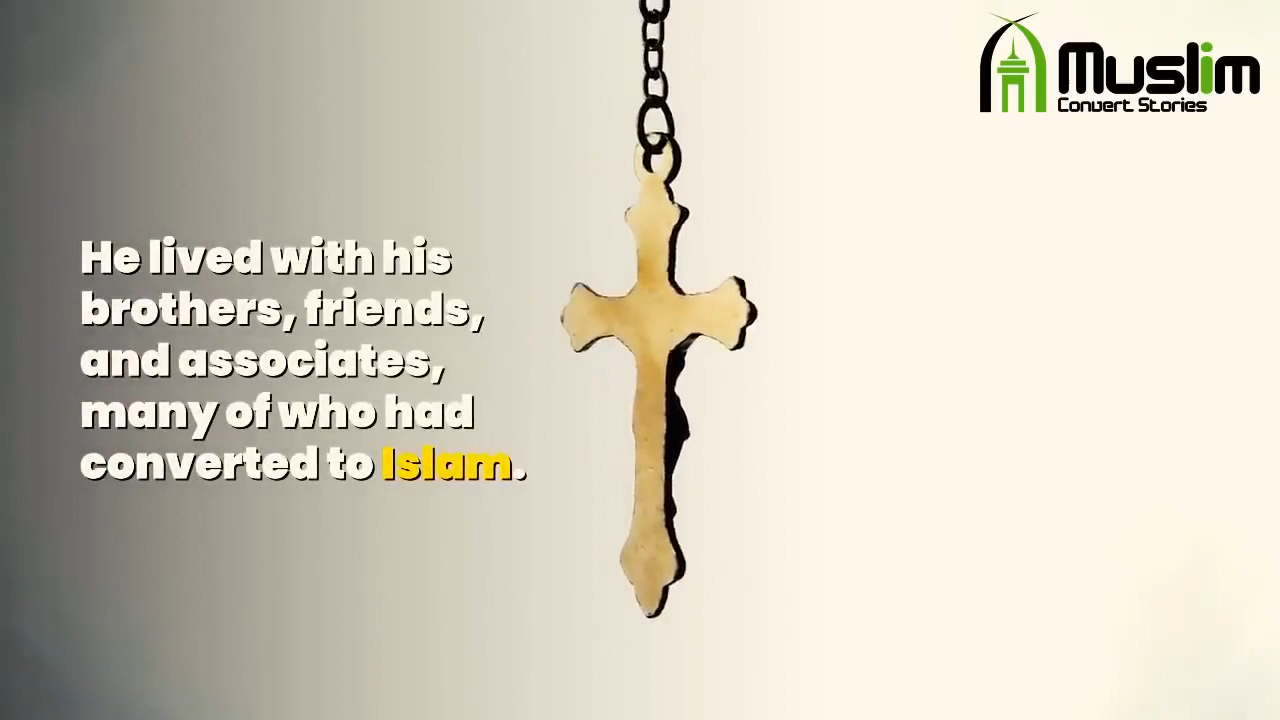 Muslim
Convert Stories
He lived with his
brothers, friends,
and associates,
many of who had
converted to Islam.